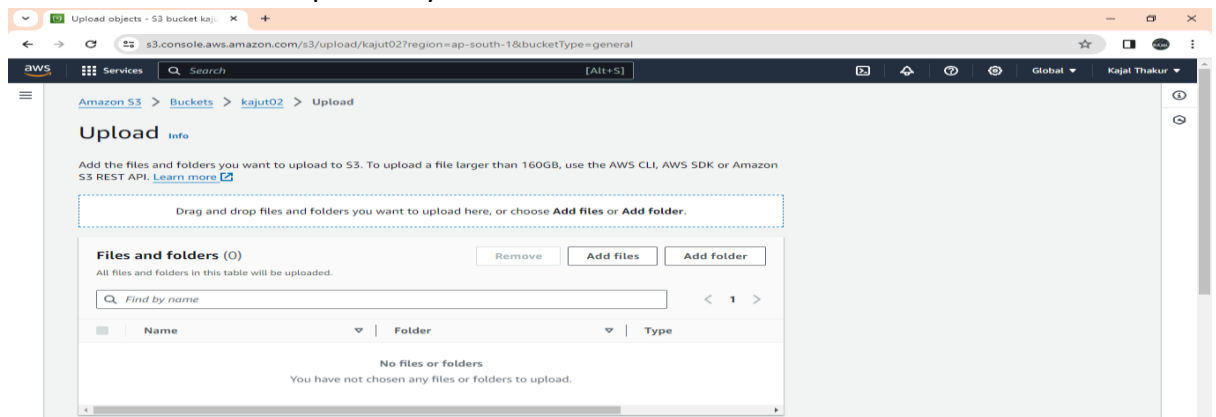 Upload objects - S3 bucket kaju
s3.console.aws.amazon.com/s3/upload/kajut02?region=ap-south-1&bucketType=general
aws Services Search [Alt+S] Global Kajal Thakur
Amazon S3 > Buckets > kajut02 > Upload
Upload Info
Add the files and folders you want to upload to S3. To upload a file larger than 160GB, use the AWS CLI, AWS SDK or Amazon
S3 REST API. Learn more
Drag and drop files and folders you want to upload here, or choose Add files or Add folder.
Files and folders (0) Remove Add files Add folder
All files and folders in this table will be uploaded.
Find by name < 1 >
Name Folder Type
No files or folders
You have not chosen any files or folders to upload.